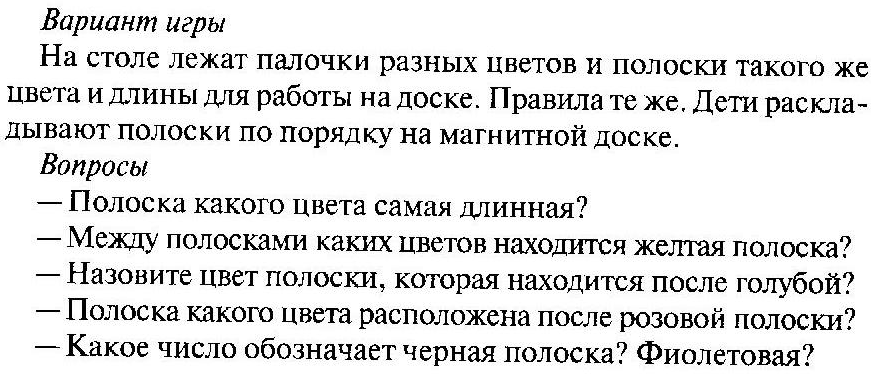 Вариант игры
На столе лежат палочки разных цветов и полоски такого же
цвета и длины для работы на доске. Правила те же. Дети раскла-
дывают полоски по порядку на магнитной доске.
Вопросы
— Полоска какого цвета самая длинная?
— Между полосками каких цветов находится желтая полоска?
— Назовите цвет полоски, которая находится после голубой?
— Полоска какого цвета расположена после розовой полоски?
— Какое число обозначает черная полоска? Фиолетовая?